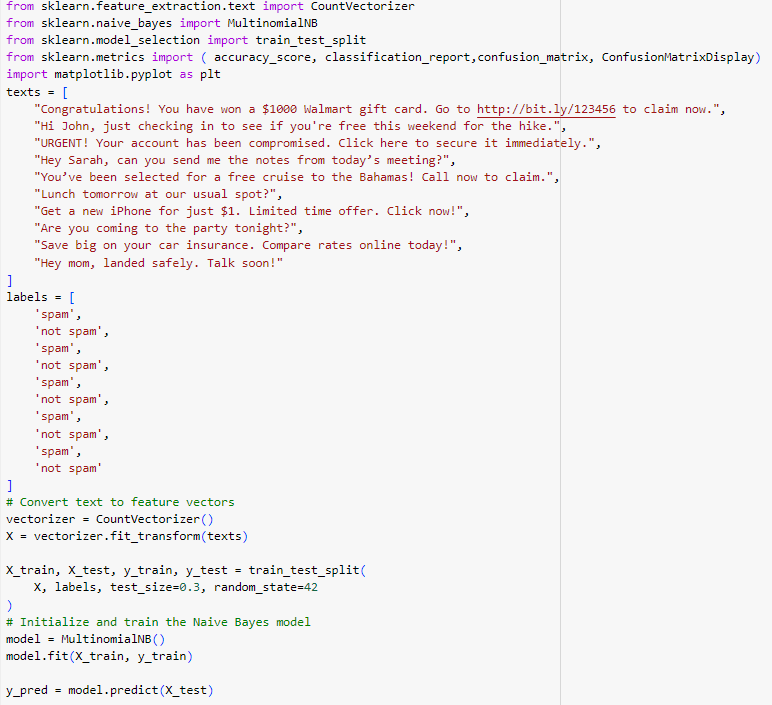 from sklearn.feature_extraction.text import CountVectorizer
from sklearn.naive_bayes import MultinomialNB
from sklearn.model_selection import train_test_split
from sklearn.metrics import ( accuracy_score, classification_report,confusion_matrix, ConfusionMatrixDisplay)
import matplotlib.pyplot as plt
texts = [
    "Congratulations! You have won a $1000 Walmart gift card. Go to http://bit.ly/123456 to claim now.",
    "Hi John, just checking in to see if you're free this weekend for the hike.",
    "URGENT! Your account has been compromised. Click here to secure it immediately.",
    "Hey Sarah, can you send me the notes from today’s meeting?",
    "You’ve been selected for a free cruise to the Bahamas! Call now to claim.",
    "Lunch tomorrow at our usual spot?",
    "Get a new iPhone for just $1. Limited time offer. Click now!",
    "Are you coming to the party tonight?",
    "Save big on your car insurance. Compare rates online today!",
    "Hey mom, landed safely. Talk soon!"
]
labels = [
    'spam',
    'not spam',
    'spam',
    'not spam',
    'spam',
    'not spam',
    'spam',
    'not spam',
    'spam',
    'not spam'
]
# Convert text to feature vectors
vectorizer = CountVectorizer()
X = vectorizer.fit_transform(texts)

X_train, X_test, y_train, y_test = train_test_split(
    X, labels, test_size=0.3, random_state=42
)
# Initialize and train the Naive Bayes model
model = MultinomialNB()
model.fit(X_train, y_train)

y_pred = model.predict(X_test)